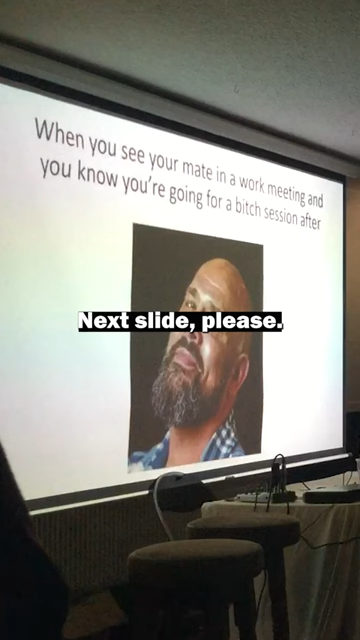 When you see your mate in a work meeting and
you know you're going for a bitch session after
Next slide, please.